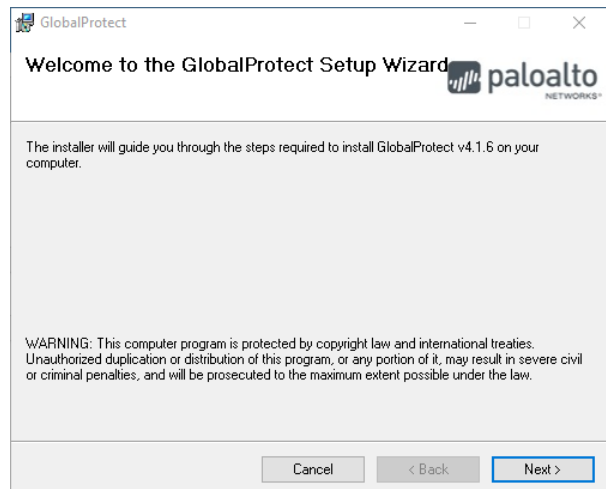 GlobalProtect
Welcome to the GlobalProtect Setup Wizard
paloalto
NETWORKS®
The installer will guide you through the steps required to install GlobalProtect v4.1.6 on your
computer.
WARNING: This computer program is protected by copyright law and international treaties.
Unauthorized duplication or distribution of this program, or any portion of it, may result in severe civil
or criminal penalties, and will be prosecuted to the maximum extent possible under the law.
Cancel < Back Next >